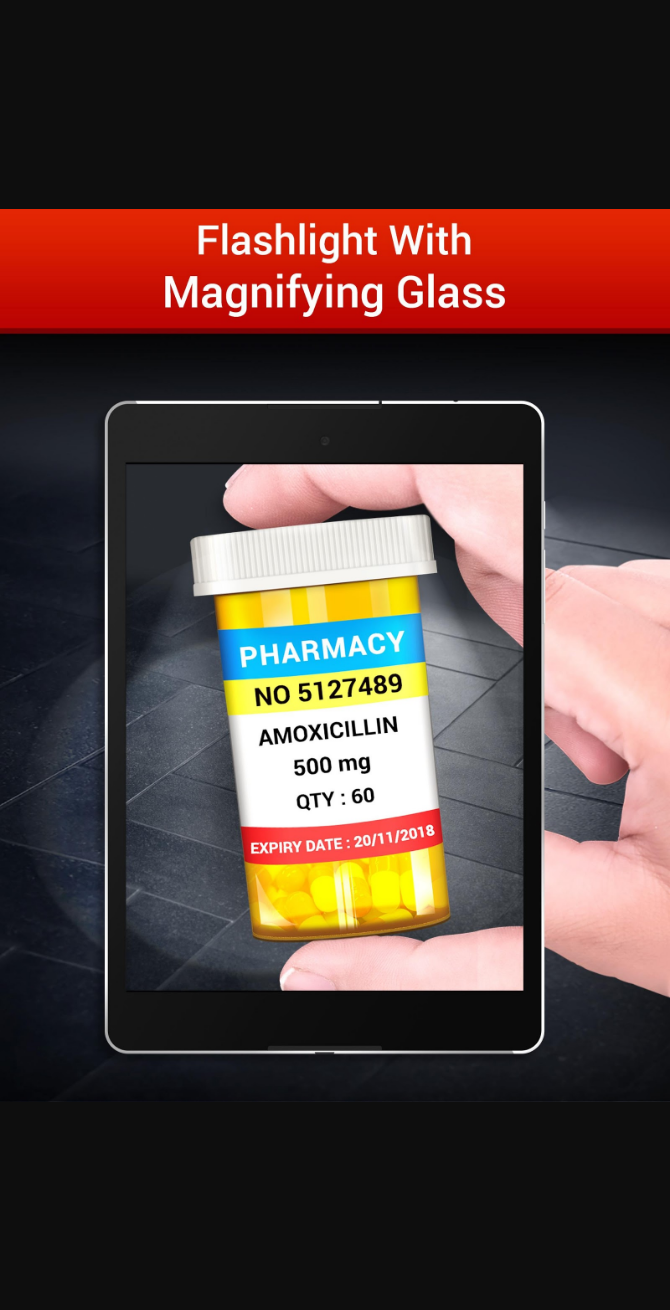 Flashlight With
Magnifying Glass
PHARMACY
NO 5127489
AMOXICILLIN
500 mg
QTY : 60
EXPIRY DATE : 20/11/2018